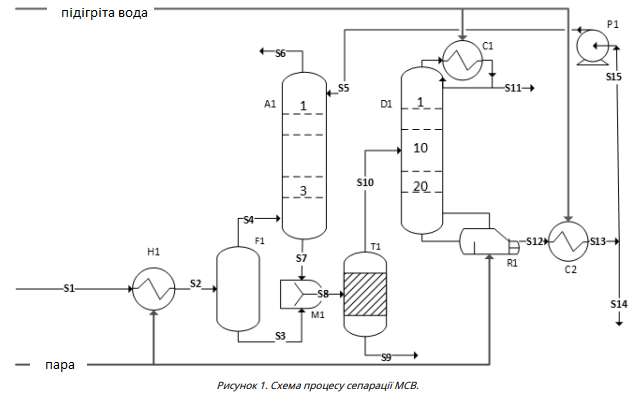 підігріта вода
P1
S6
C1
S15
S5
A1
D1
S11
1
1
10
S10
3
20
S4
F1
S12
S13
H1
S7
T1
R1
C2
S1
S2
S8
S14
M1
S3
S9
пара
Рисунок 1. Схема процесу сепарації МСВ.